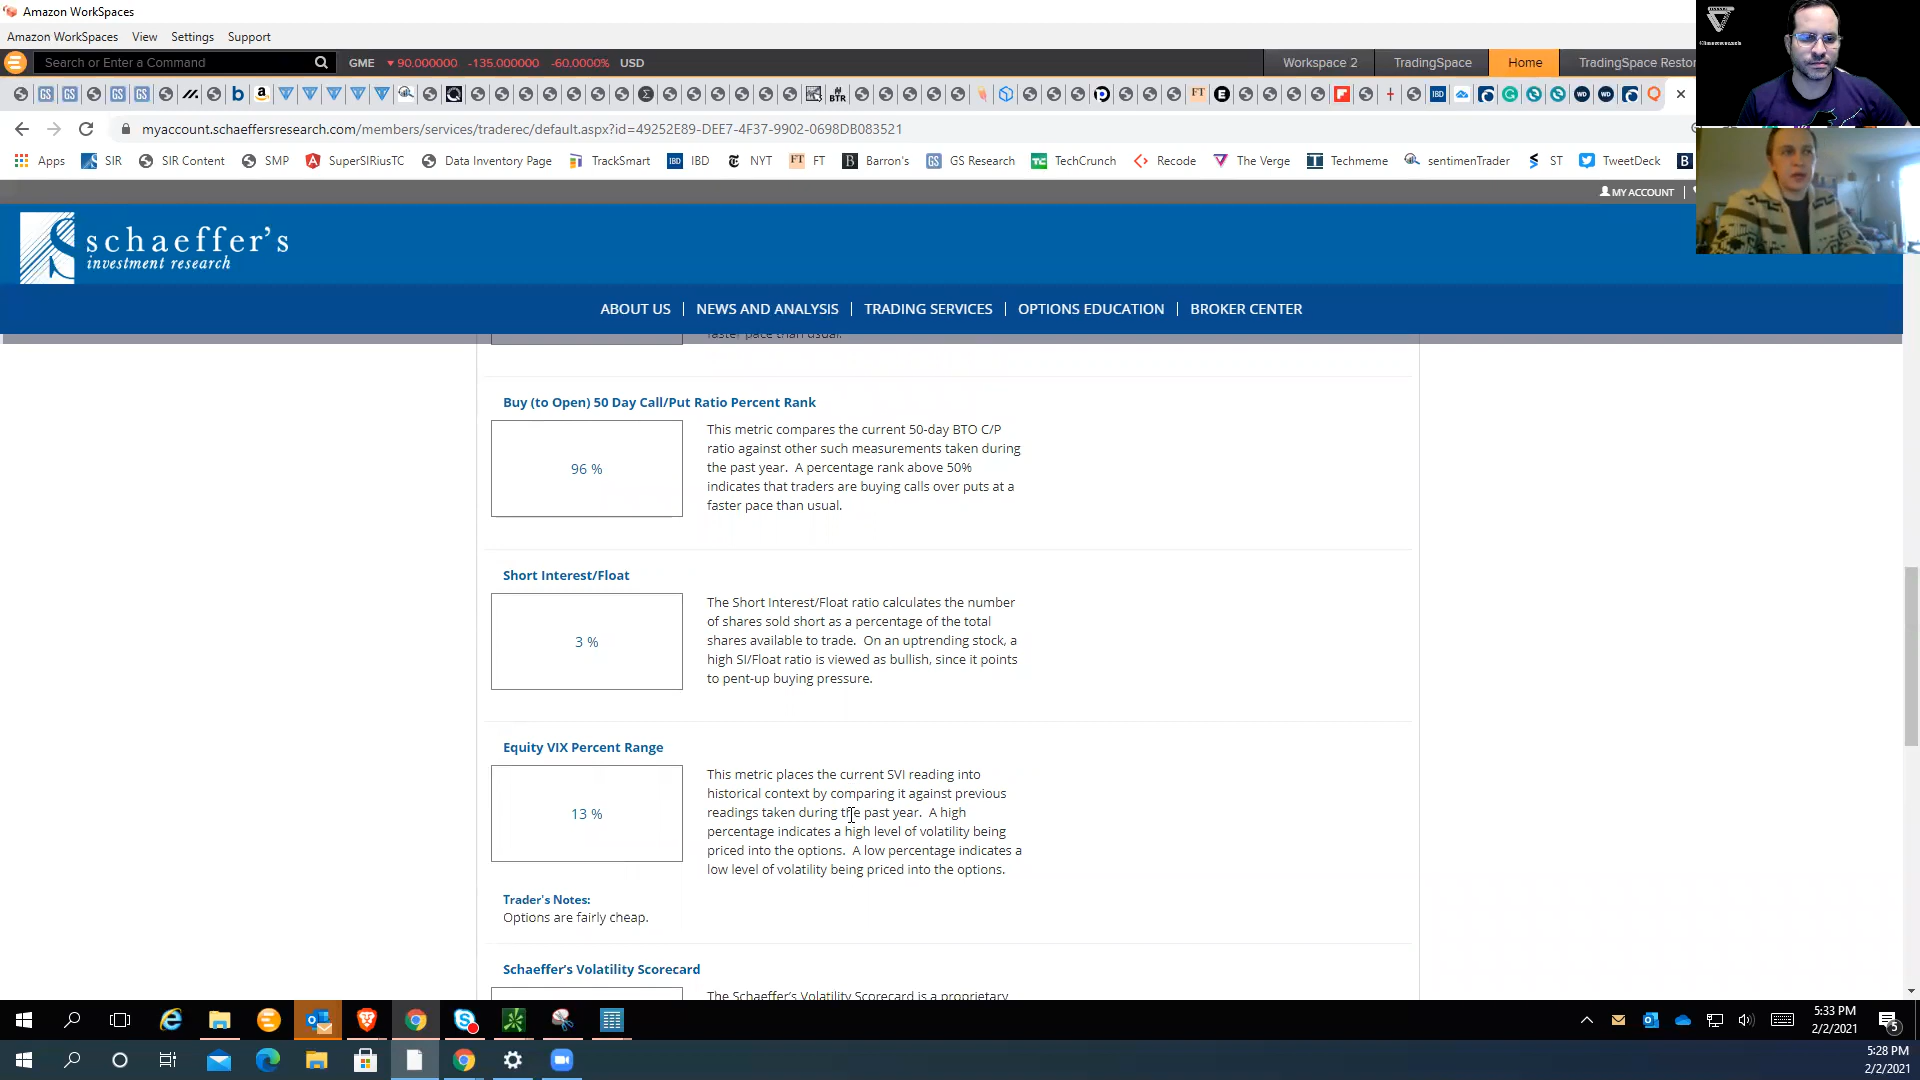 Amazon WorkSpaces
Amazon WorkSpaces View Settings Support
Search or Enter a Command GME ▼ 90.000000 -135.000000 -60.0000% USD Workspace 2 TradingSpace Home TradingSpace Restor
myaccount.schaeffersresearch.com/members/services/traderec/default.aspx?id=49252E89-DEE7-4F37-9902-0698DB083521
Apps SIR SIR Content SMP SuperSIRiusTC Data Inventory Page TrackSmart IBD NYT FT Barron's GS Research TechCrunch Recode The Verge Techmeme sentimenTrader ST TweetDeck
MY ACCOUNT
schaeffer's
investment research
ABOUT US | NEWS AND ANALYSIS | TRADING SERVICES | OPTIONS EDUCATION | BROKER CENTER
faster pace than usual.
Buy (to Open) 50 Day Call/Put Ratio Percent Rank
96 %
This metric compares the current 50-day BTO C/P
ratio against other such measurements taken during
the past year. A percentage rank above 50%
indicates that traders are buying calls over puts at a
faster pace than usual.
Short Interest/Float
3 %
The Short Interest/Float ratio calculates the number
of shares sold short as a percentage of the total
shares available to trade. On an uptrending stock, a
high SI/Float ratio is viewed as bullish, since it points
to pent-up buying pressure.
Equity VIX Percent Range
13 %
This metric places the current SVI reading into
historical context by comparing it against previous
readings taken during the past year. A high
percentage indicates a high level of volatility being
priced into the options. A low percentage indicates a
low level of volatility being priced into the options.
Trader's Notes:
Options are fairly cheap.
Schaeffer's Volatility Scorecard
The Schaeffer's Volatility Scorecard is a proprietary
5:33 PM
2/2/2021
5
5:28 PM
2/2/2021